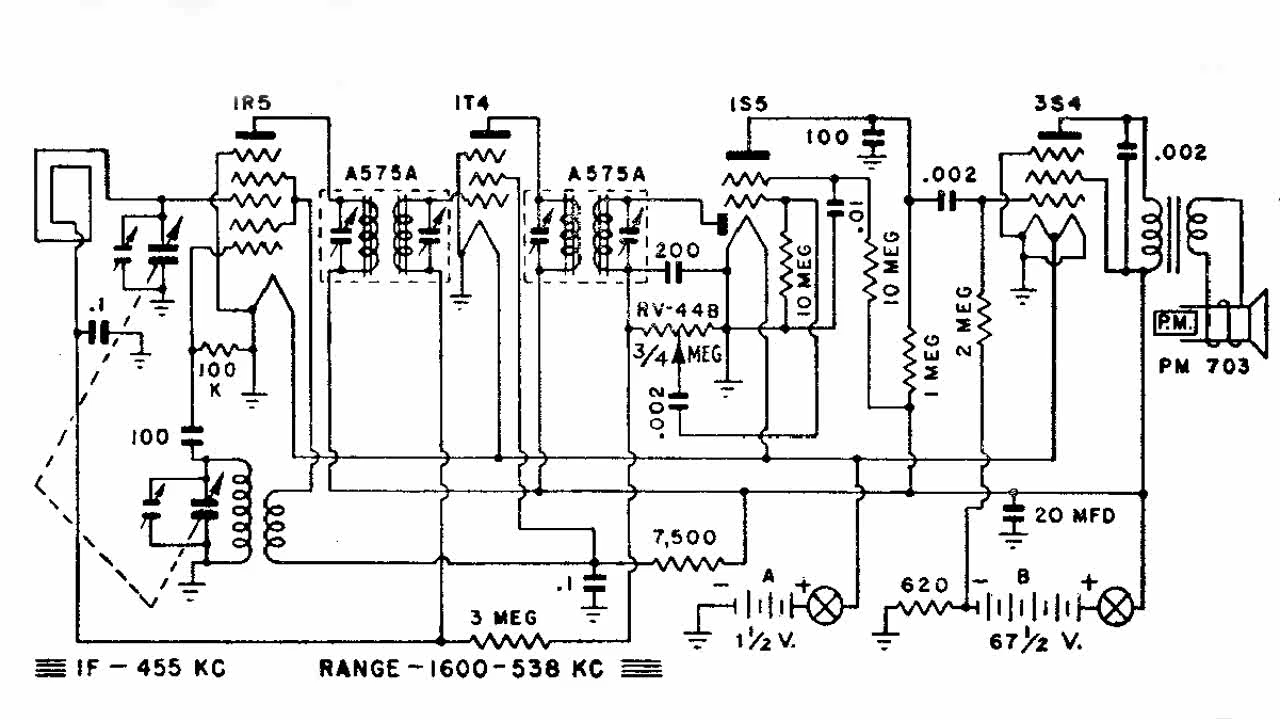 1R5
1T4
1S5
3S4
A575A
A575A
100
.002
.002
.01
200
10 MEG
10 MEG
RV-44B
3/4 MEG
.1
100 K
2 MEG
1 MEG
P.M.
PM 703
.002
100
20 MFD
7,500
.1
3 MEG
- A +
1½ V.
620
- B +
67½ V.
IF - 455 KC
RANGE - 1600-538 KC